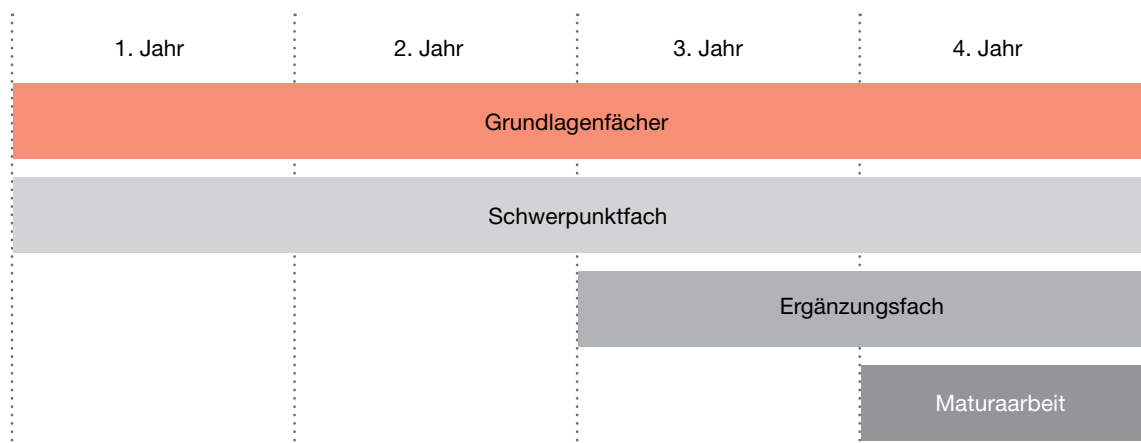 1. Jahr 2. Jahr 3. Jahr 4. Jahr
Grundlagenfächer
Schwerpunktfach
Ergänzungsfach
Maturaarbeit